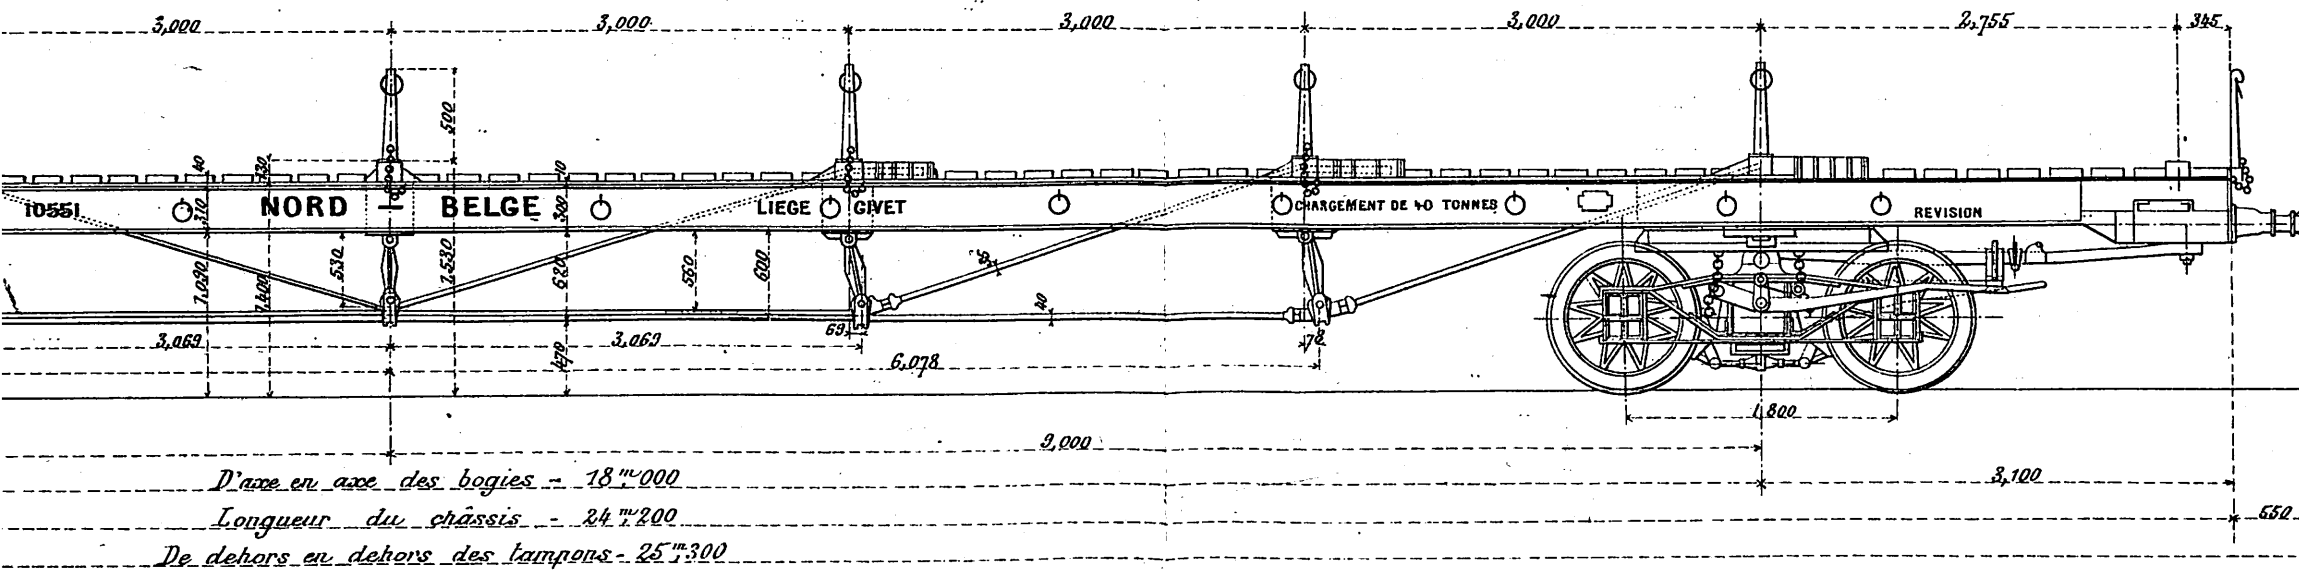 3,000 3,000 3,000 3,000 2,755 345
500
40 130 10
10551 310 NORD BELGE 300 LIEGE GIVET CHARGEMENT DE 40 TONNES REVISION
1,090 1,400 530 1,530 620 560 600
40
69 78
3,069 3,069 470
6,078
1,800
9,000
D'axe en axe des bogies - 18m,000
3,100
Longueur du châssis - 24m,200
550
De dehors en dehors des tampons - 25m,300